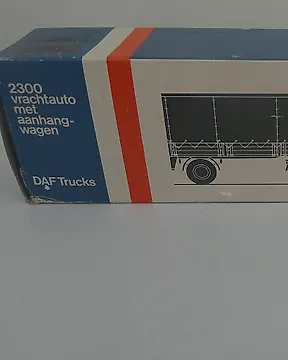 2300
vrachtauto
met
aanhang-
wagen
DAF Trucks